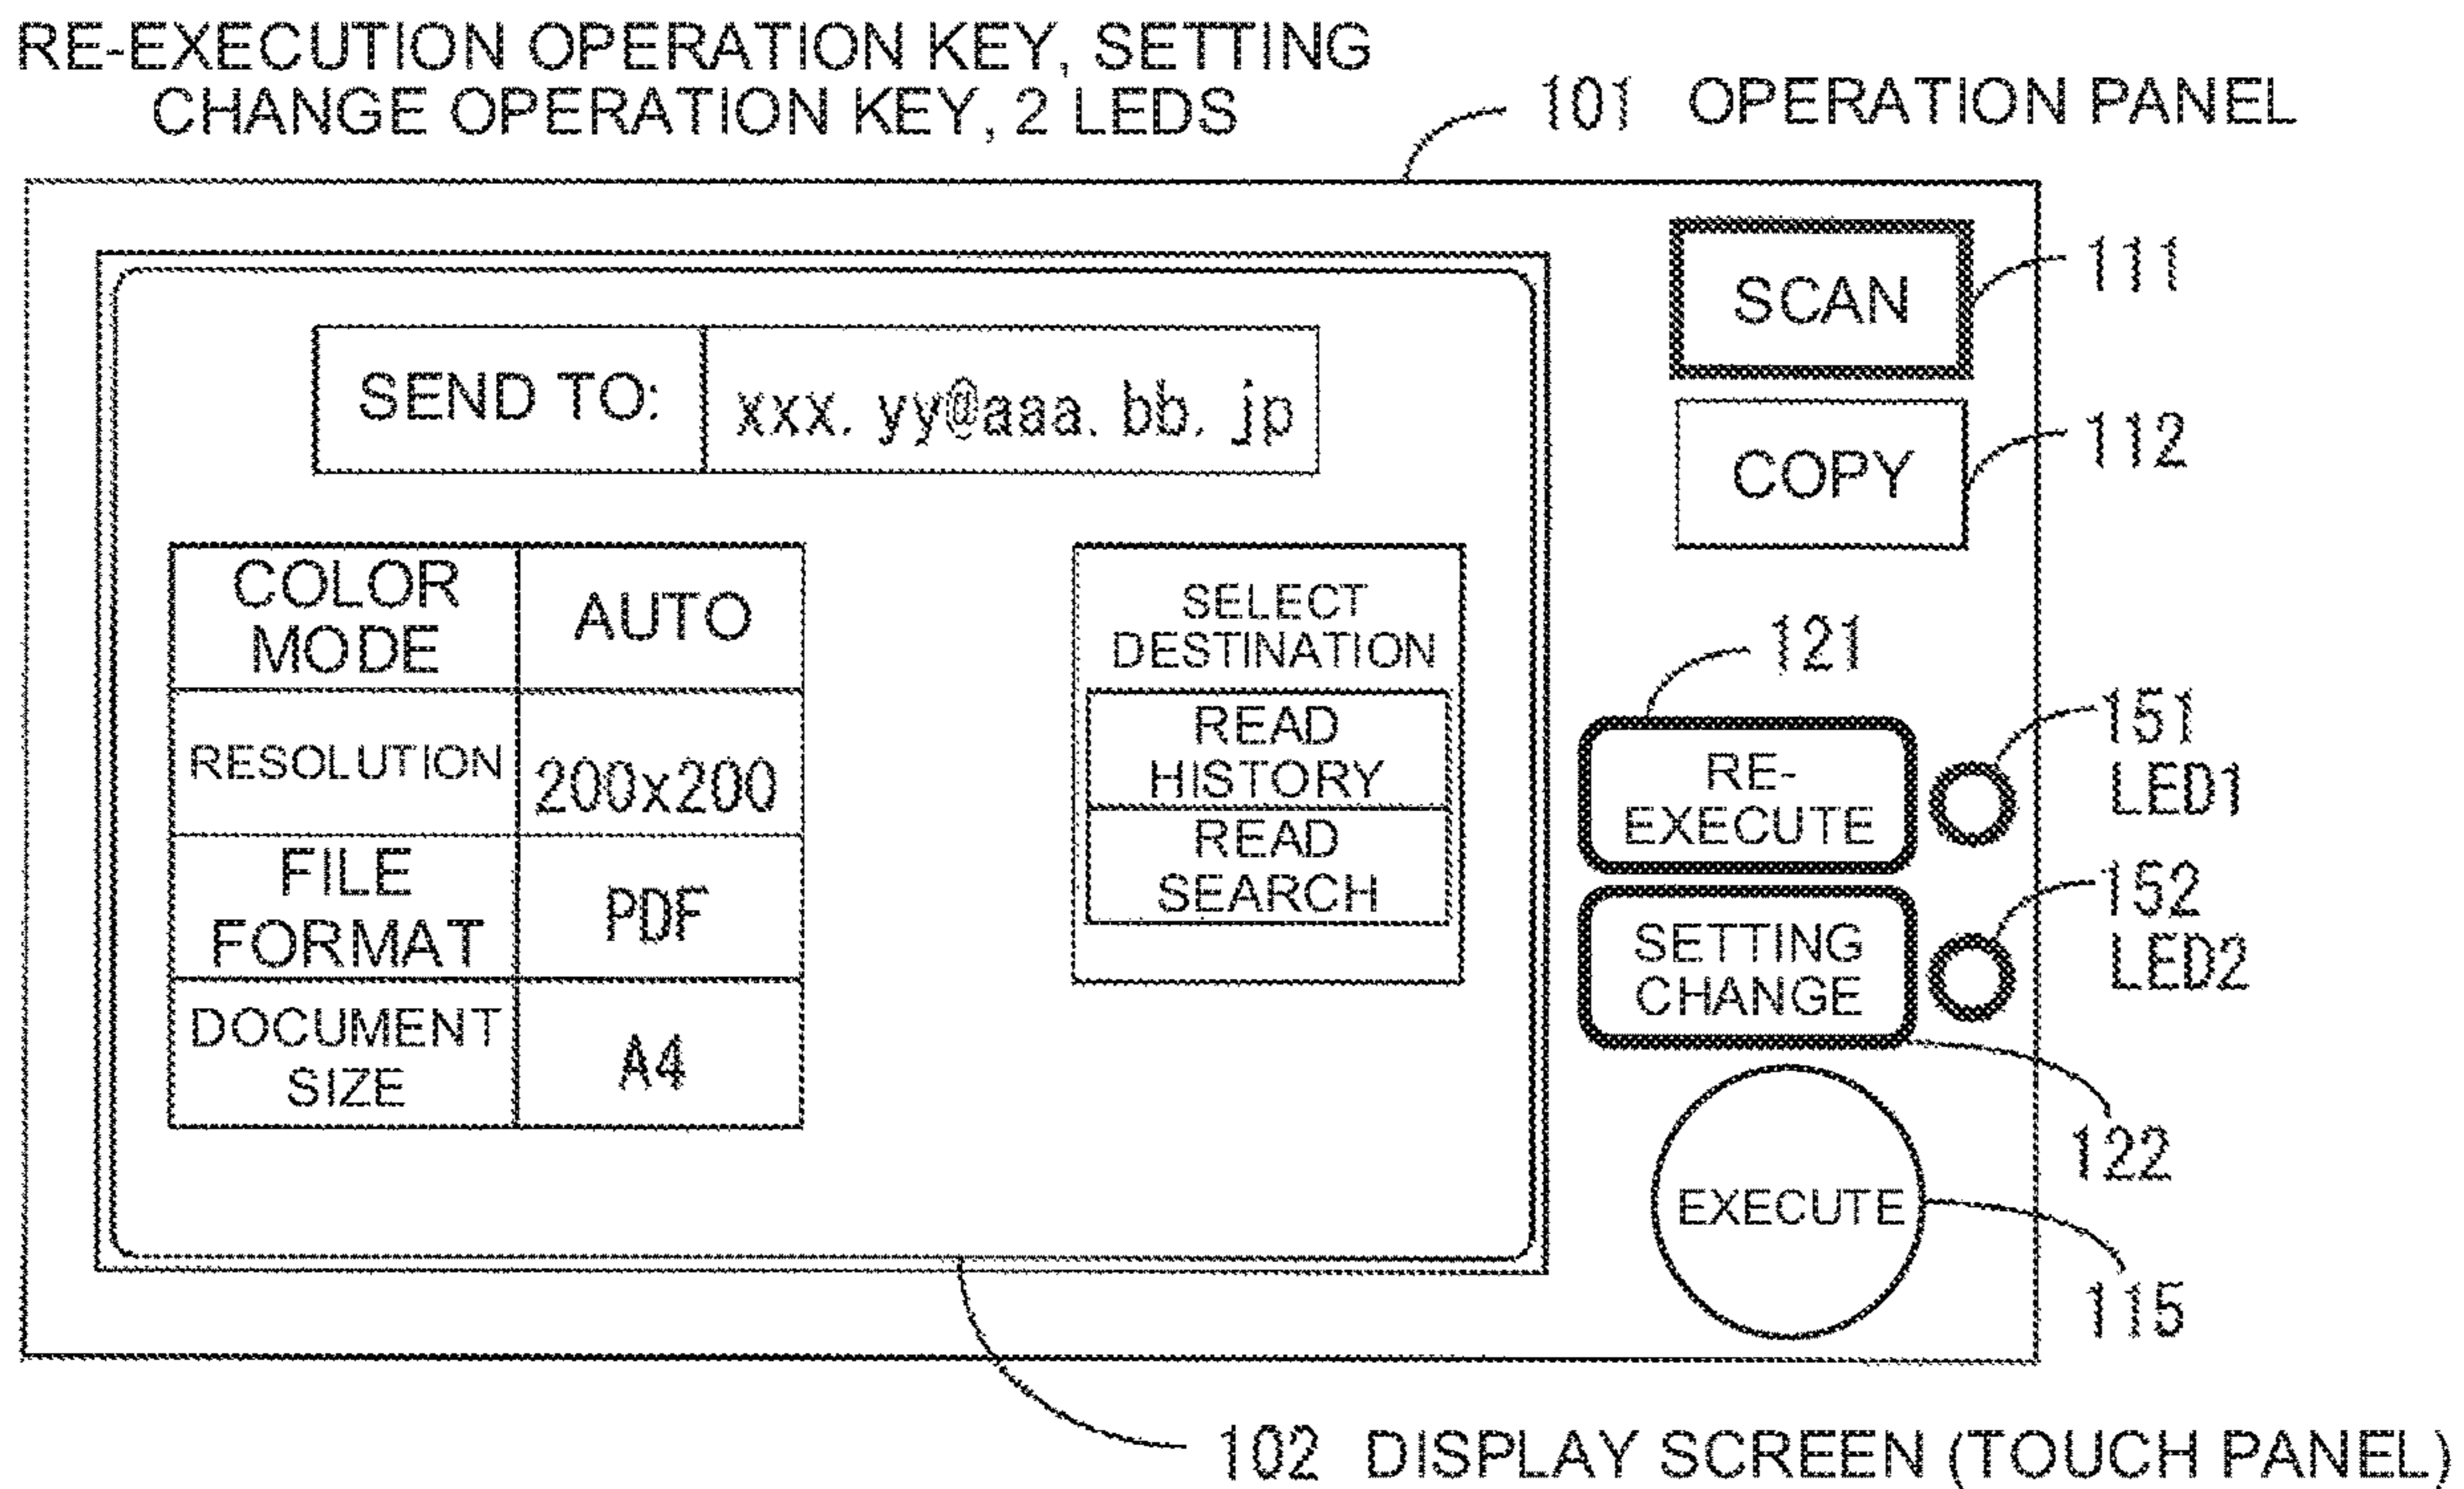 RE-EXECUTION OPERATION KEY, SETTING
CHANGE OPERATION KEY, 2 LEDS
101 OPERATION PANEL
SCAN
111
SEND TO:
xxx. yy@aaa. bb. jp
COPY
112
COLOR
MODE
AUTO
RESOLUTION
200x200
FILE
FORMAT
PDF
DOCUMENT
SIZE
A4
SELECT
DESTINATION
READ
HISTORY
READ
SEARCH
121
RE-
EXECUTE
151
LED1
SETTING
CHANGE
152
LED2
122
EXECUTE
115
102 DISPLAY SCREEN (TOUCH PANEL)